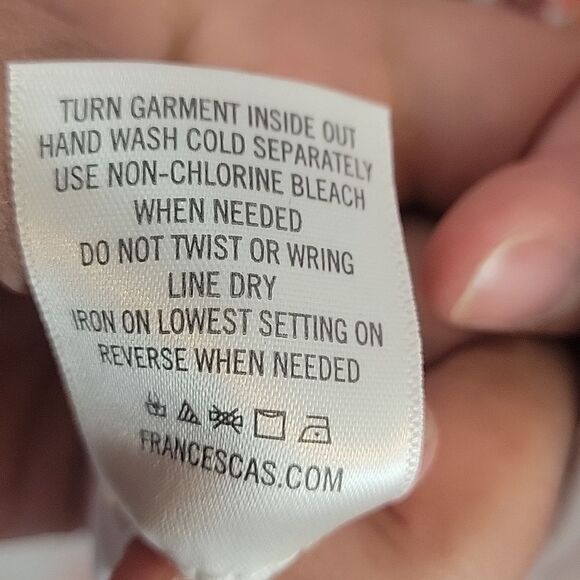 TURN GARMENT INSIDE OUT
HAND WASH COLD SEPARATELY
USE NON-CHLORINE BLEACH
WHEN NEEDED
DO NOT TWIST OR WRING
LINE DRY
IRON ON LOWEST SETTING ON
REVERSE WHEN NEEDED
FRANCESCAS.COM